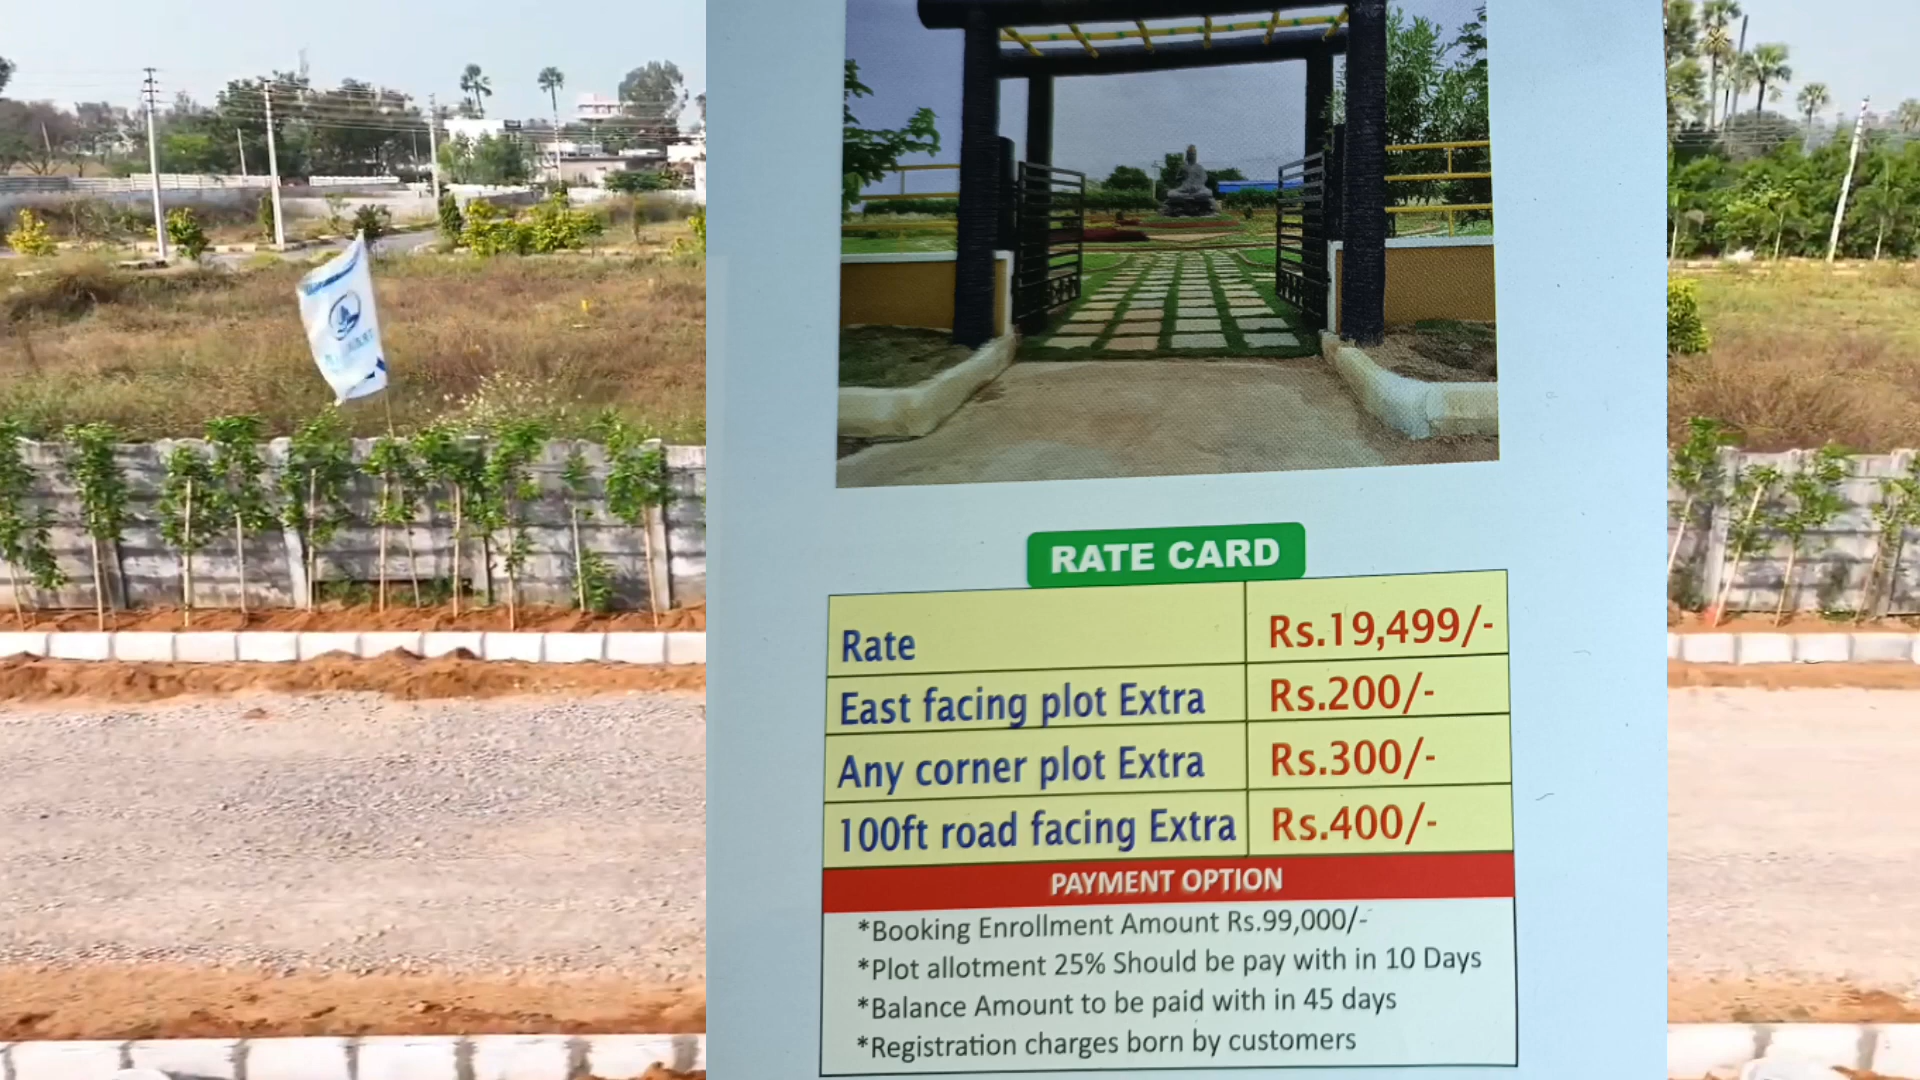 RATE CARD
Rate Rs.19,499/-
East facing plot Extra Rs.200/-
Any corner plot Extra Rs.300/-
100ft road facing Extra Rs.400/-
PAYMENT OPTION
*Booking Enrollment Amount Rs.99,000/-
*Plot allotment 25% Should be pay with in 10 Days
*Balance Amount to be paid with in 45 days
*Registration charges born by customers